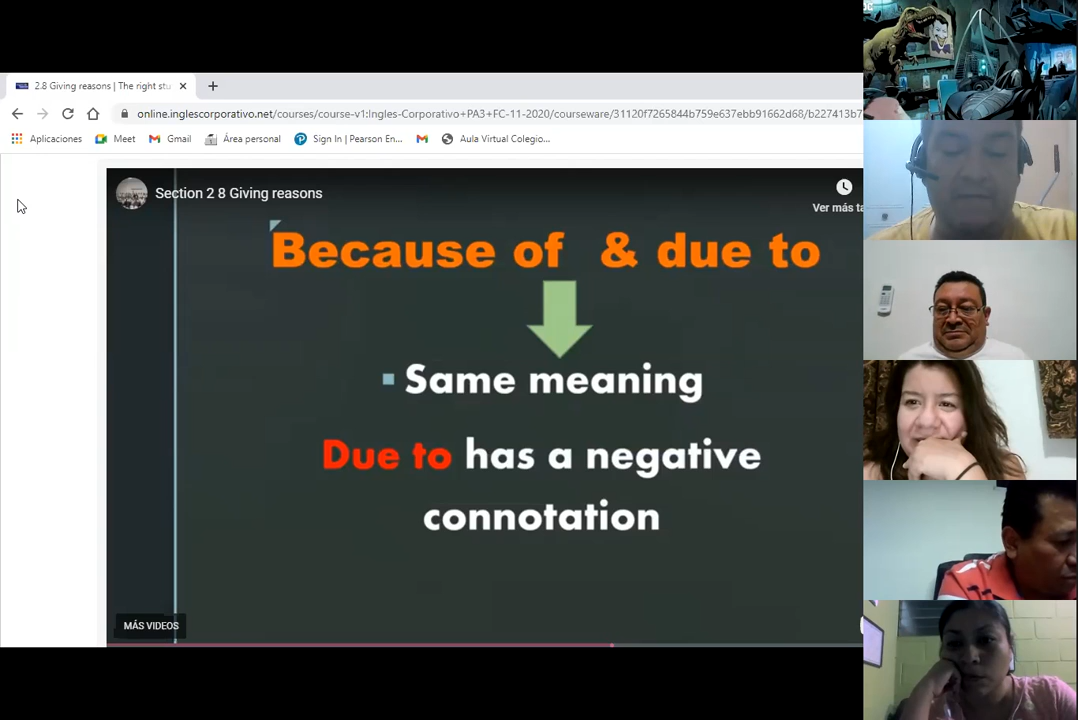 2.8 Giving reasons | The right stu
online.inglescorporativo.net/courses/course-v1:Ingles-Corporativo+PA3+FC-11-2020/courseware/31120f7265844b759e637ebb91662d68/b227413b7
Aplicaciones Meet Gmail Área personal Sign In | Pearson En... Aula Virtual Colegio...
Section 2 8 Giving reasons
Ver más ta
Because of & due to
Same meaning
Due to has a negative
connotation
MÁS VIDEOS